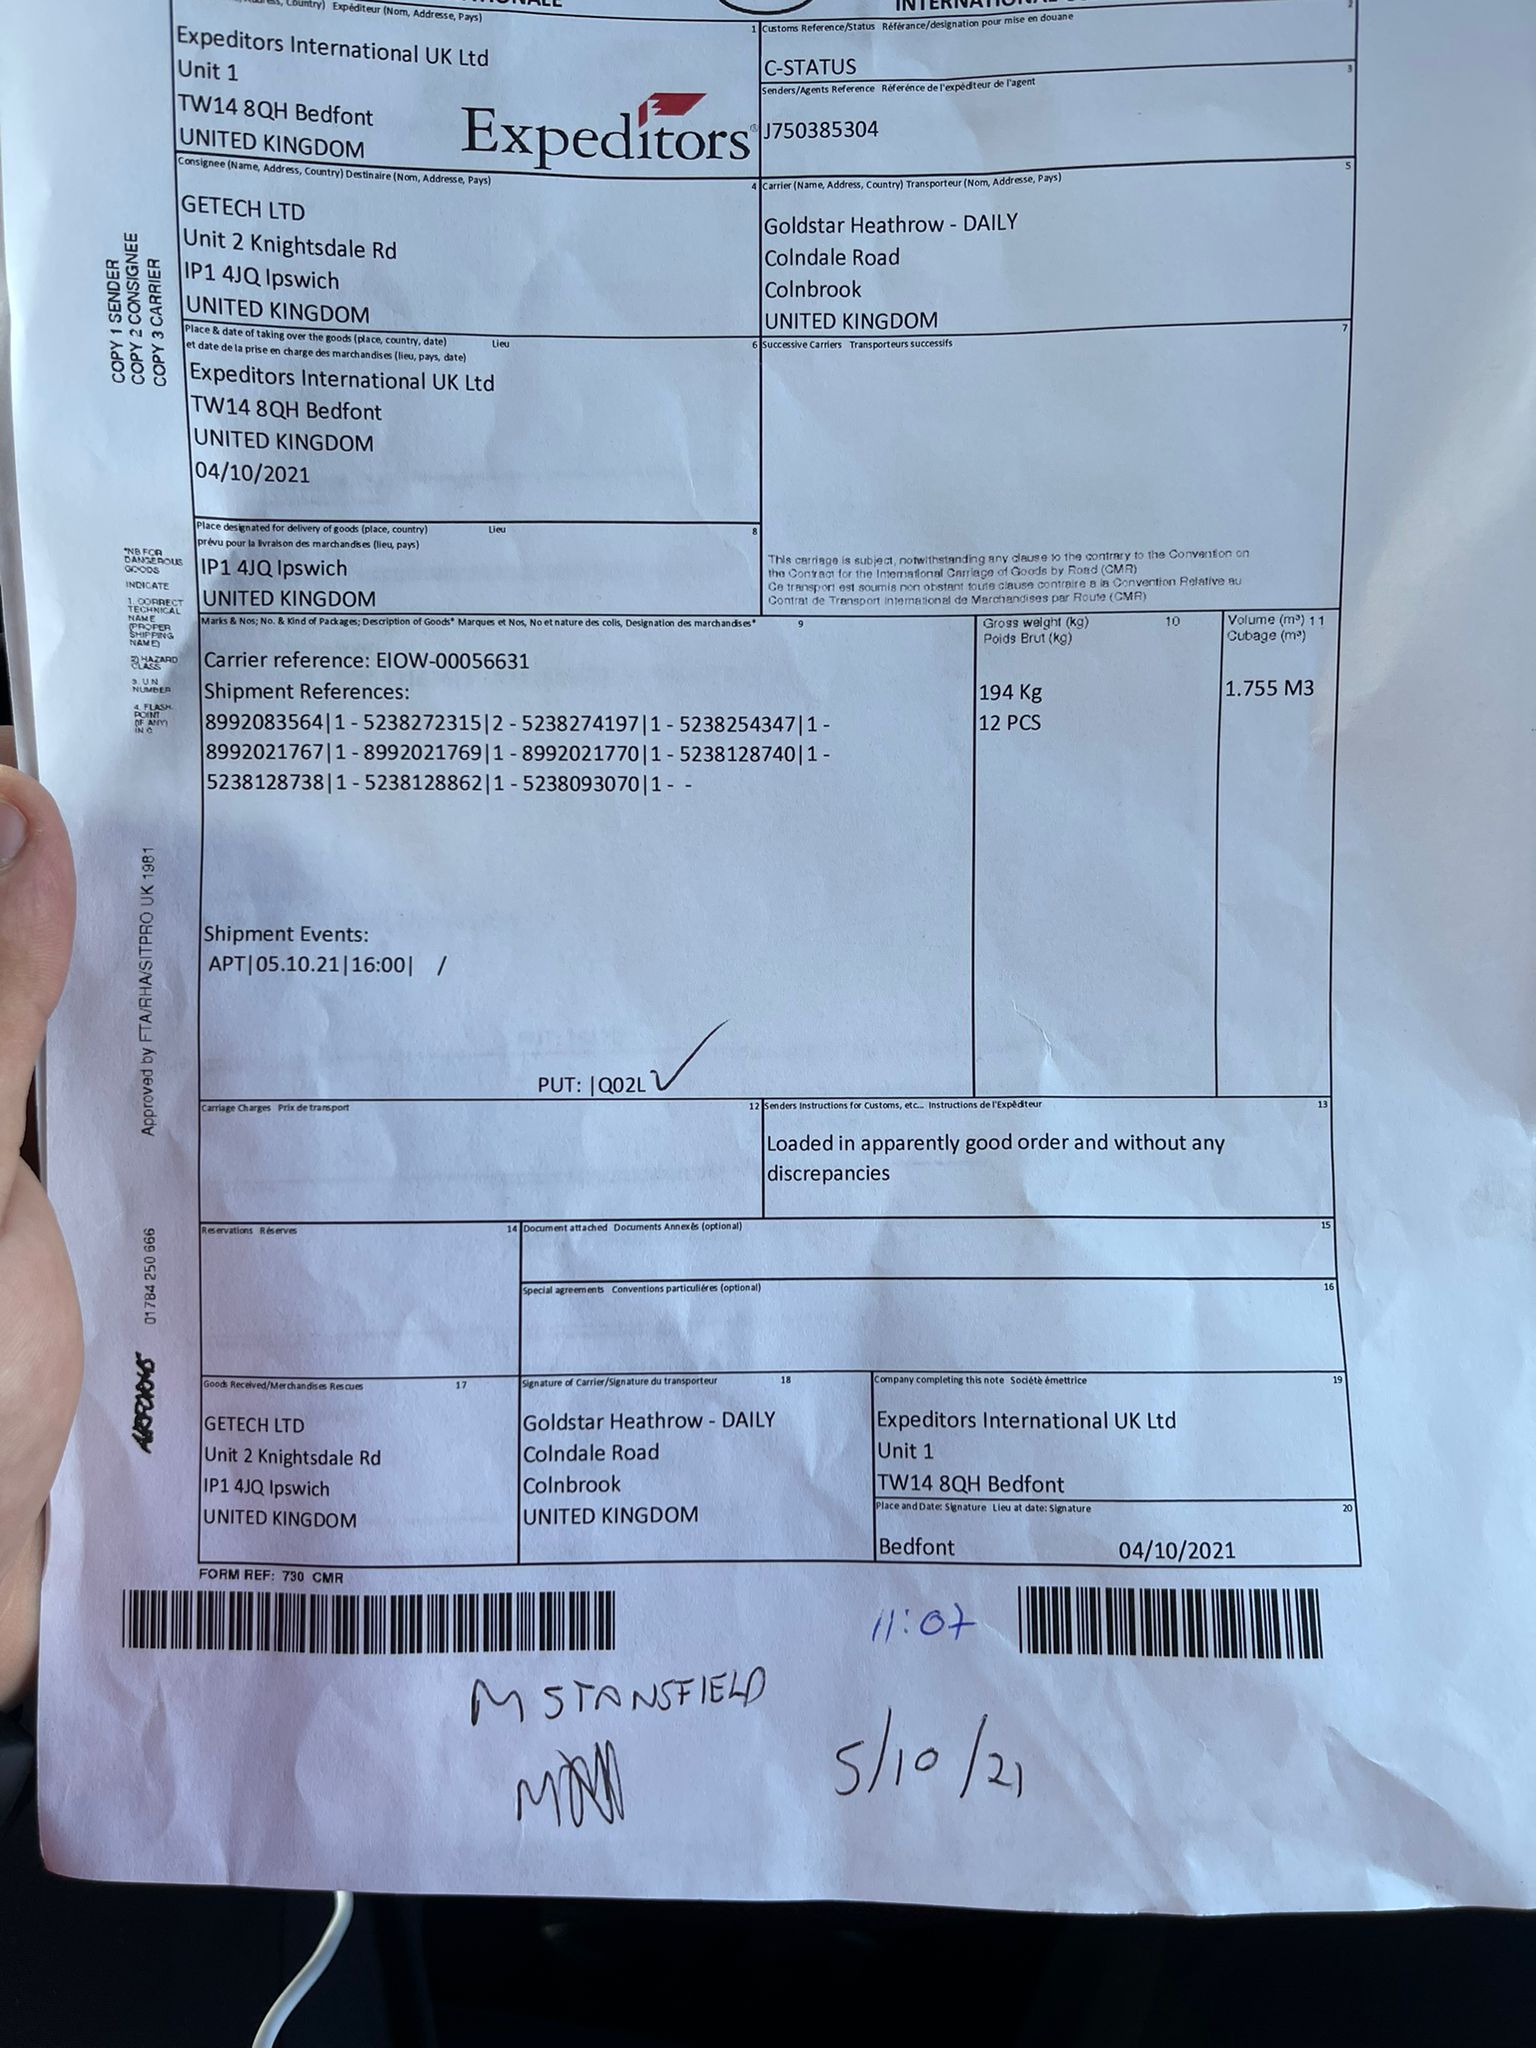 Expéditeur (Nom, Addresse, Pays)
Expeditors International UK Ltd
Unit 1
TW14 8QH Bedfont
UNITED KINGDOM
Expeditors
1
Customs Reference/Status Référance/designation pour mise en douane
2
C-STATUS
Senders/Agents Reference Référence de l'expéditeur de l'agent
3
J750385304
Consignee (Name, Address, Country) Destinaire (Nom, Addresse, Pays)
4
GETECH LTD
Unit 2 Knightsdale Rd
IP1 4JQ Ipswich
UNITED KINGDOM
Carrier (Name, Address, Country) Transporteur (Nom, Addresse, Pays)
5
Goldstar Heathrow - DAILY
Colndale Road
Colnbrook
UNITED KINGDOM
COPY 1 SENDER
COPY 2 CONSIGNEE
COPY 3 CARRIER
Place & date of taking over the goods (place, country, date) Lieu
et date de la prise en charge des marchandises (lieu, pays, date)
6
Expeditors International UK Ltd
TW14 8QH Bedfont
UNITED KINGDOM
04/10/2021
Successive Carriers Transporteurs successifs
7
Place designated for delivery of goods (place, country) Lieu
prévu pour la livraison des marchandises (lieu, pays)
8
IP1 4JQ Ipswich
UNITED KINGDOM
This carriage is subject, notwithstanding any clause to the contrary to the Convention on
the Contract for the International Carriage of Goods by Road (CMR)
Ce transport est soumis non obstant toute clause contraire a la Convention Relative au
Contrat de Transport International de Marchandises par Route (CMR)
*NB FOR
DANGEROUS
GOODS
INDICATE
1. CORRECT
TECHNICAL
NAME
(PROPER
SHIPPING
NAME)
2) HAZARD
CLASS
3. U.N
NUMBER
4. FLASH-
POINT
(IF ANY)
IN C
Marks & Nos; No. & Kind of Packages; Description of Goods* Marques et Nos, No et nature des colis, Designation des marchandises* 9
Gross weight (kg) 10
Poids Brut (kg)
Volume (m³) 11
Cubage (m³)
Carrier reference: EIOW-00056631
Shipment References:
8992083564|1 - 5238272315|2 - 5238274197|1 - 5238254347|1 -
8992021767|1 - 8992021769|1 - 8992021770|1 - 5238128740|1 -
5238128738|1 - 5238128862|1 - 5238093070|1 - -
194 Kg
12 PCS
1.755 M3
Shipment Events:
APT|05.10.21|16:00| /
PUT: |Q02L ✓
Approved by FTA/RHA/SITPRO UK 1981
01784 250 666
Carriage Charges Prix de transport 12
Senders Instructions for Customs, etc... Instructions de l'Expéditeur 13
Loaded in apparently good order and without any
discrepancies
Reservations Réserves 14
Document attached Documents Annexés (optional) 15
Special agreements Conventions particuliéres (optional) 16
Goods Received/Merchandises Rescues 17
GETECH LTD
Unit 2 Knightsdale Rd
IP1 4JQ Ipswich
UNITED KINGDOM
Signature of Carrier/Signature du transporteur 18
Goldstar Heathrow - DAILY
Colndale Road
Colnbrook
UNITED KINGDOM
Company completing this note Societè émettrice 19
Expeditors International UK Ltd
Unit 1
TW14 8QH Bedfont
Place and Date: Signature Lieu at date: Signature 20
Bedfont 04/10/2021
FORM REF: 730 CMR
11:07
M STANSFIELD
5/10/21